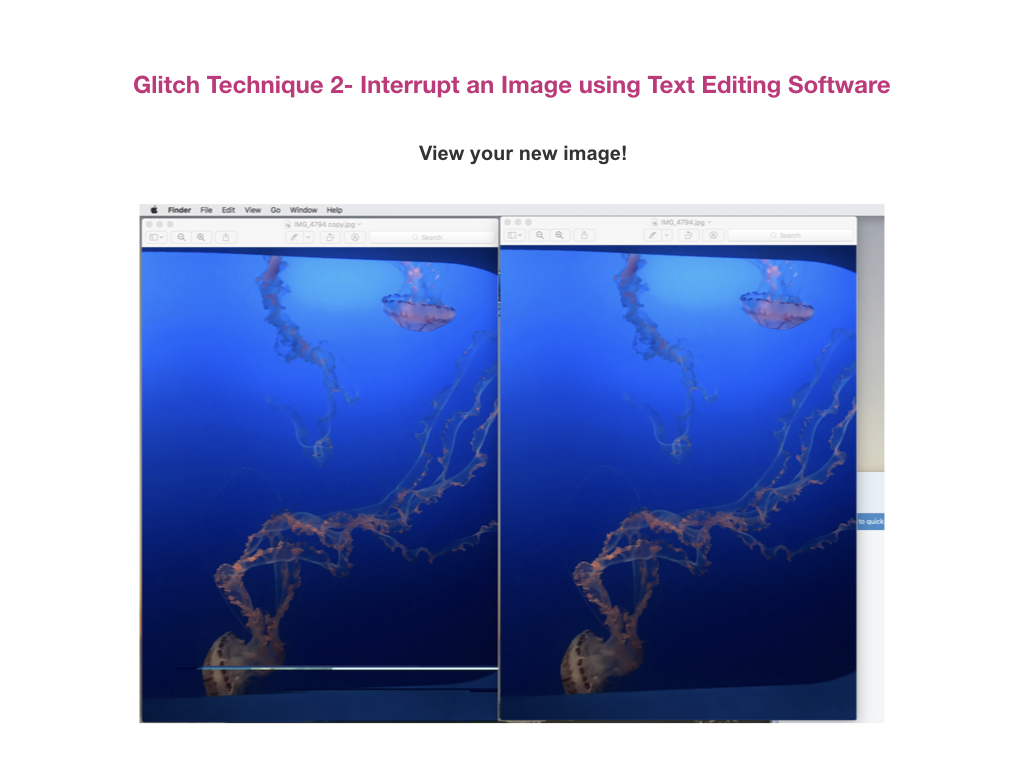 Glitch Technique 2- Interrupt an Image using Text Editing Software
View your new image!
Finder File Edit View Go Window Help
IMG_4794 copy.jpg
IMG_4794.jpg
Search
Search
to quick